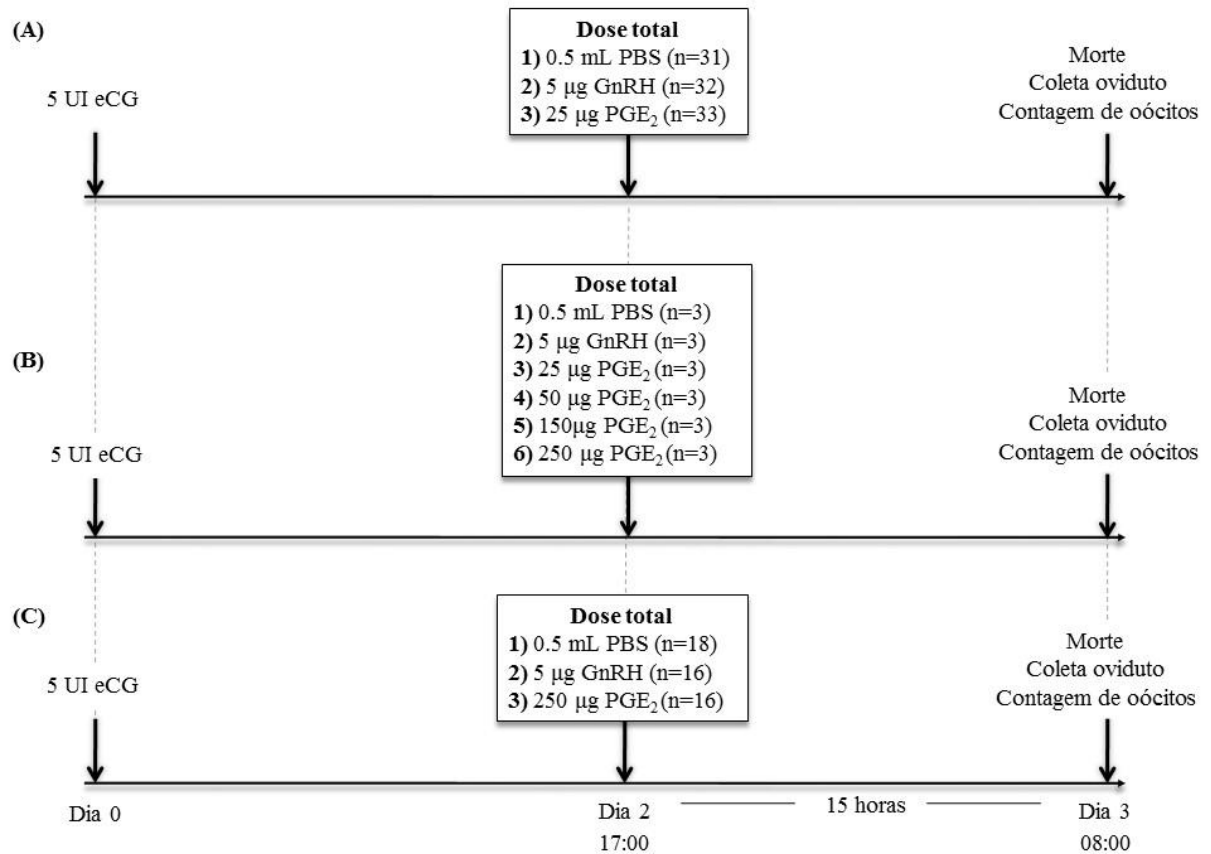 (A)
5 UI eCG
Dose total
1) 0.5 mL PBS (n=31)
2) 5 μg GnRH (n=32)
3) 25 μg PGE₂ (n=33)
Morte
Coleta oviduto
Contagem de oócitos
(B)
5 UI eCG
Dose total
1) 0.5 mL PBS (n=3)
2) 5 μg GnRH (n=3)
3) 25 μg PGE₂ (n=3)
4) 50 μg PGE₂ (n=3)
5) 150μg PGE₂ (n=3)
6) 250 μg PGE₂ (n=3)
Morte
Coleta oviduto
Contagem de oócitos
(C)
5 UI eCG
Dose total
1) 0.5 mL PBS (n=18)
2) 5 μg GnRH (n=16)
3) 250 μg PGE₂ (n=16)
Morte
Coleta oviduto
Contagem de oócitos
Dia 0
Dia 2
17:00
15 horas
Dia 3
08:00